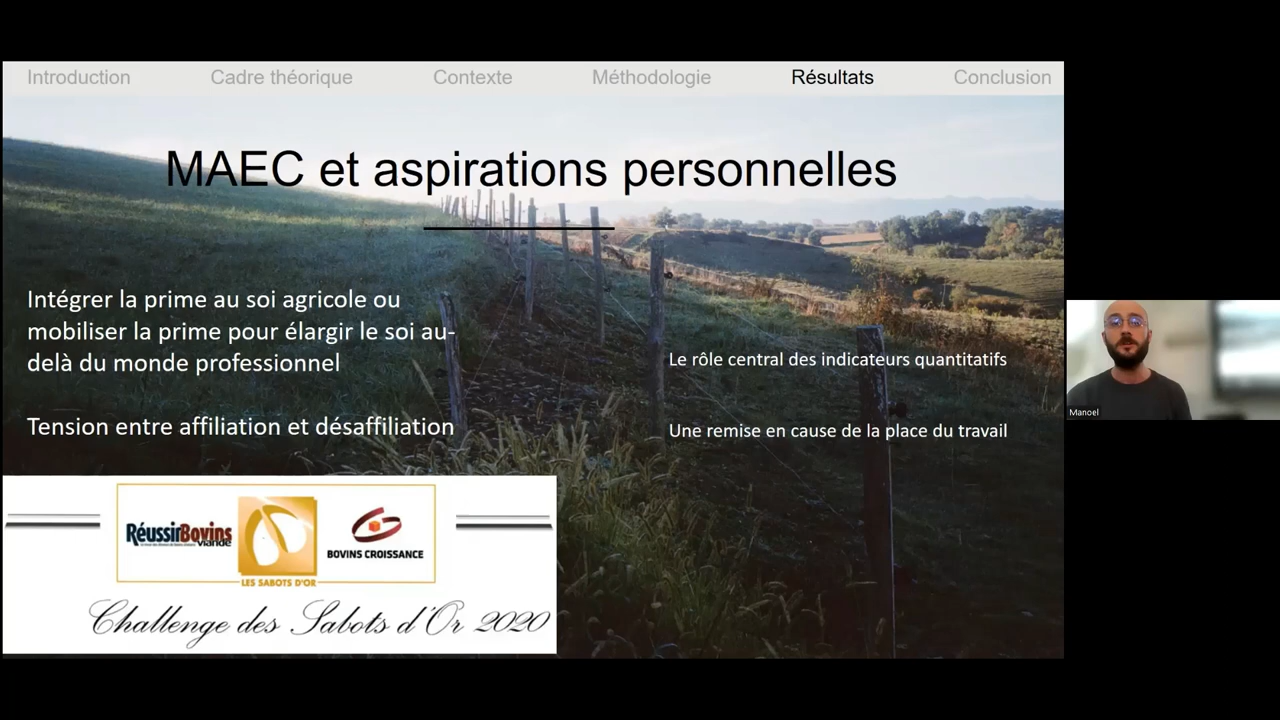 Introduction Cadre théorique Contexte Méthodologie Résultats Conclusion
MAEC et aspirations personnelles
Intégrer la prime au soi agricole ou
mobiliser la prime pour élargir le soi au-
delà du monde professionnel
Tension entre affiliation et désaffiliation
Le rôle central des indicateurs quantitatifs
Une remise en cause de la place du travail
RéussirBovins
viande
LES SABOTS D'OR
BOVINS CROISSANCE
Challenge des Sabots d'Or 2020
Manoel